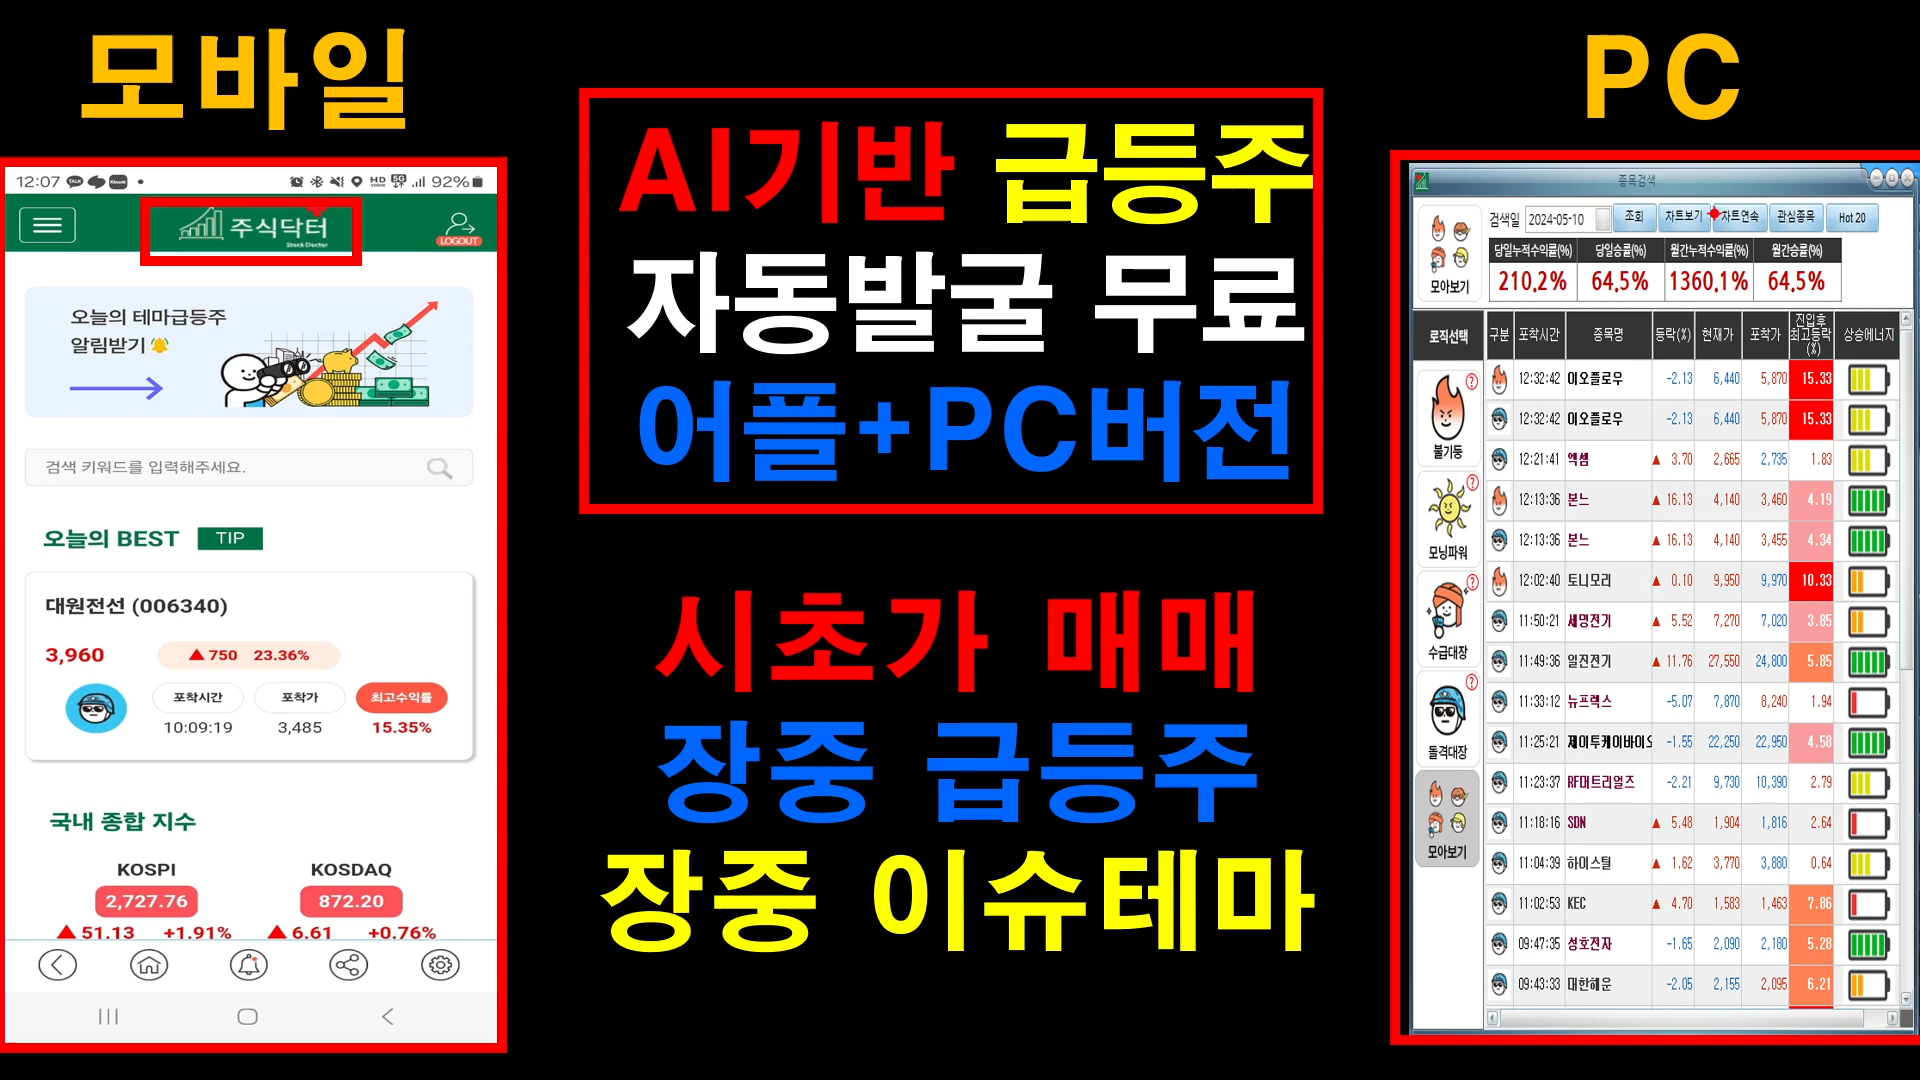 모바일
12:07
TALK
Kbank
HD VOICE
5G
92%
주식닥터
Stock Doctor
LOGOUT
오늘의 테마급등주
알림받기
검색 키워드를 입력해주세요.
오늘의 BEST TIP
대원전선 (006340)
3,960 ▲750 23.36%
포착시간 포착가 최고수익률
10:09:19 3,485 15.35%
국내 종합 지수
KOSPI KOSDAQ
2,727.76 872.20
▲51.13 +1.91% ▲6.61 +0.76%
AI기반 급등주
자동발굴 무료
어플+PC버전
시초가 매매
장중 급등주
장중 이슈테마
PC
종목검색
모아보기
검색일 2024-05-10 조회 차트보기 차트연속 관심종목 Hot 20
당일누적수익률(%) 당일승률(%) 월간누적수익률(%) 월간승률(%)
210,2% 64,5% 1360,1% 64,5%
로직선택
불기둥
모닝파워
수급대장
돌격대장
모아보기
구분 포착시간 종목명 등락(%) 현재가 포착가 진입후최고등락(%) 상승에너지
12:32:42 이오플로우 -2.13 6,440 5,870 15.33
12:32:42 이오플로우 -2.13 6,440 5,870 15.33
12:21:41 엑셈 ▲ 3.70 2,665 2,735 1.83
12:13:36 본느 ▲ 16.13 4,140 3,460 4.19
12:13:36 본느 ▲ 16.13 4,140 3,455 4.34
12:02:40 토니모리 ▲ 0.10 9,950 9,970 10.33
11:50:21 세명전기 ▲ 5.52 7,270 7,020 3.85
11:49:36 일진전기 ▲ 11.76 27,550 24,800 5.85
11:33:12 뉴프렉스 -5.07 7,870 8,240 1.94
11:25:21 제이투케이바이오 -1.55 22,250 22,950 4.58
11:23:37 RF머트리얼즈 -2.21 9,730 10,390 2.79
11:18:16 SDN ▲ 5.48 1,904 1,816 2.64
11:04:39 하이스틸 ▲ 1.62 3,770 3,880 0.64
11:02:53 KEC ▲ 4.70 1,583 1,463 7.86
09:47:35 성호전자 -1.65 2,090 2,180 5.28
09:43:33 대한해운 -2.05 2,155 2,095 6.21